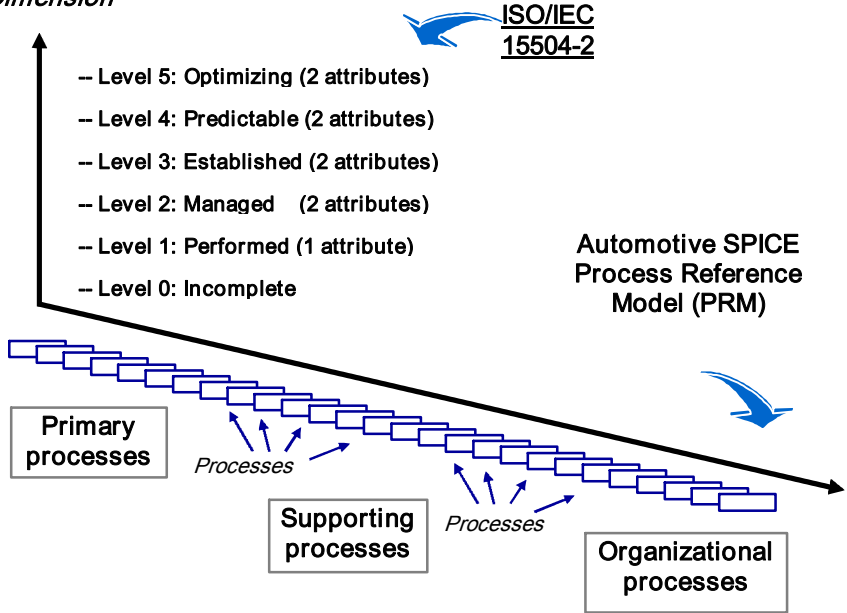 Dimension
ISO/IEC
15504-2
-- Level 5: Optimizing (2 attributes)
-- Level 4: Predictable (2 attributes)
-- Level 3: Established (2 attributes)
-- Level 2: Managed (2 attributes)
-- Level 1: Performed (1 attribute)
-- Level 0: Incomplete
Automotive SPICE
Process Reference
Model (PRM)
Primary
processes
Processes
Supporting
processes
Processes
Organizational
processes